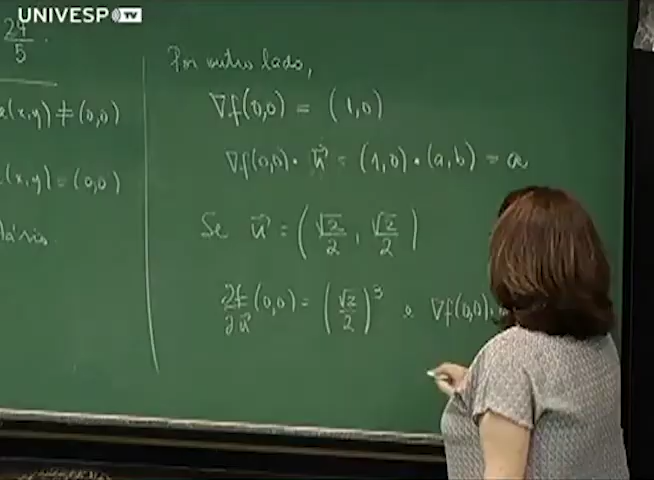 UNIVESP TV
24/5.
(x,y) ≠ (0,0)
(x,y) = (0,0)
Por outro lado,
∇f(0,0) = (1,0)
∇f(0,0) · u⃗ = (1,0) · (a,b) = a
Se u⃗ = (√2/2, √2/2)
∂f/∂u⃗ (0,0) = (√2/2)³ e ∇f(0,0) ·